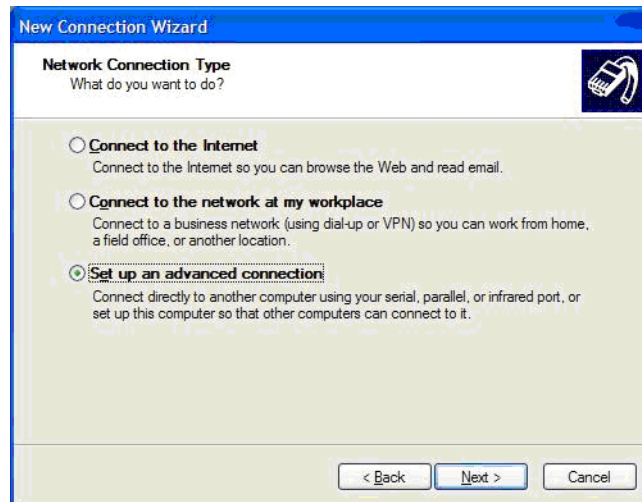 New Connection Wizard
Network Connection Type
What do you want to do?
Connect to the Internet
Connect to the Internet so you can browse the Web and read email.
Connect to the network at my workplace
Connect to a business network (using dial-up or VPN) so you can work from home,
a field office, or another location.
Set up an advanced connection
Connect directly to another computer using your serial, parallel, or infrared port, or
set up this computer so that other computers can connect to it.
< Back
Next >
Cancel